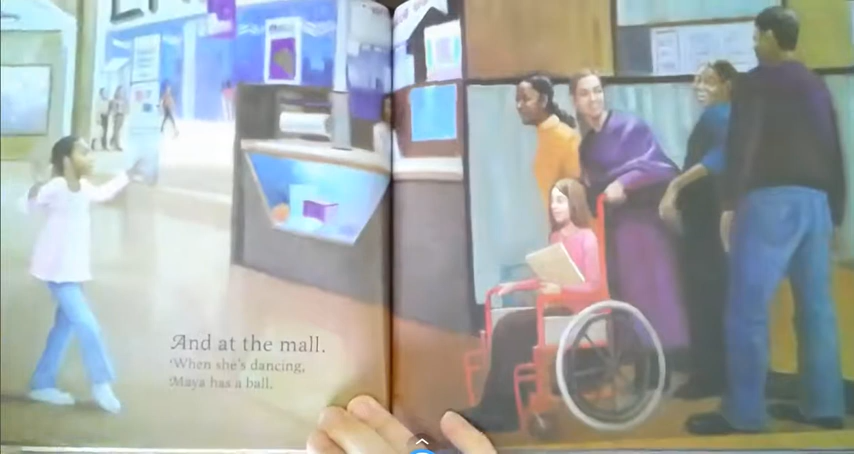 And at the mall.
When she's dancing,
Maya has a ball.